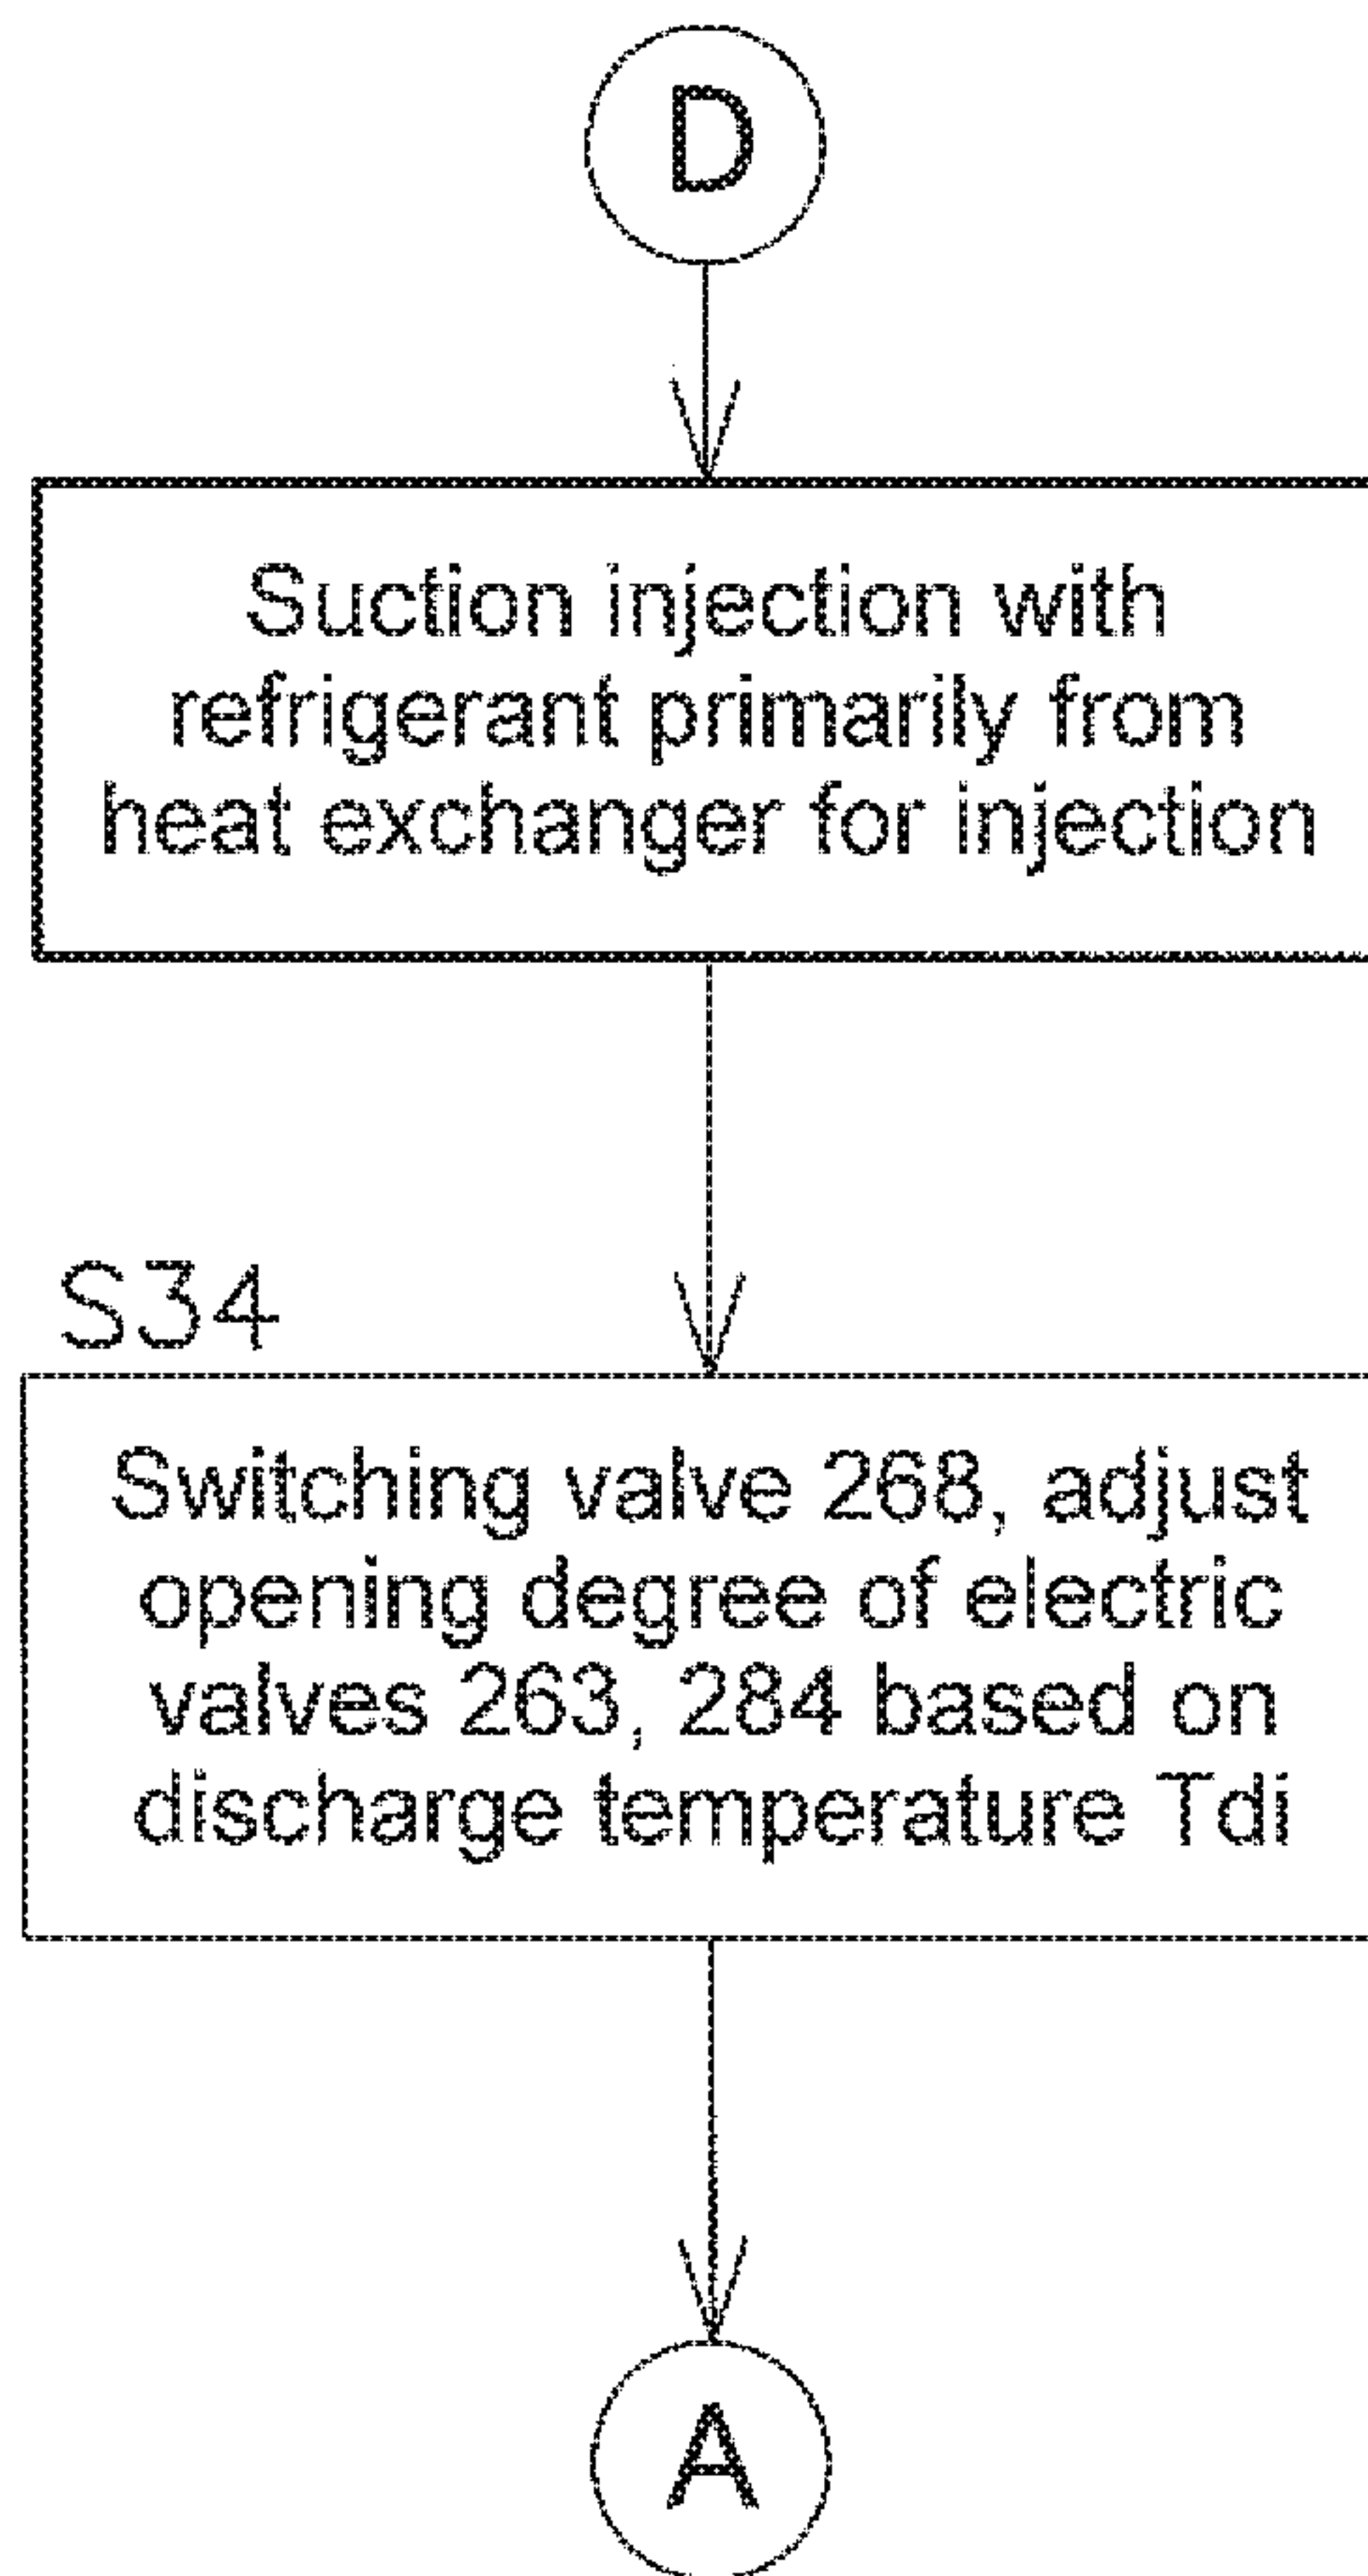 D
Suction injection with
refrigerant primarily from
heat exchanger for injection
S34
Switching valve 268, adjust
opening degree of electric
valves 263, 284 based on
discharge temperature Tdi
A